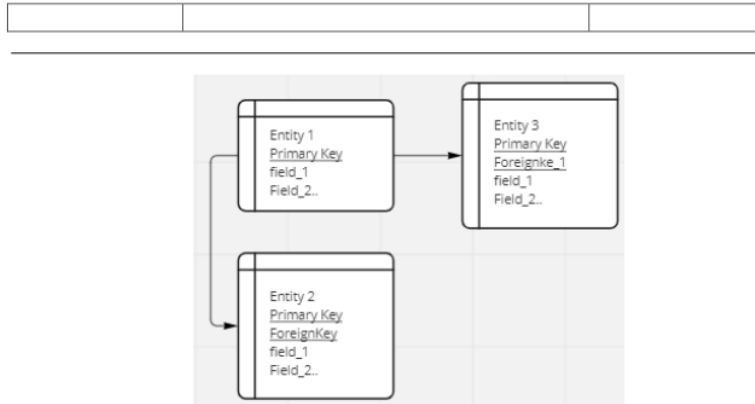 Entity 1
Primary Key
field_1
Field_2..
Entity 3
Primary Key
Foreignke_1
field_1
Field_2..
Entity 2
Primary Key
ForeignKey
field_1
Field_2..